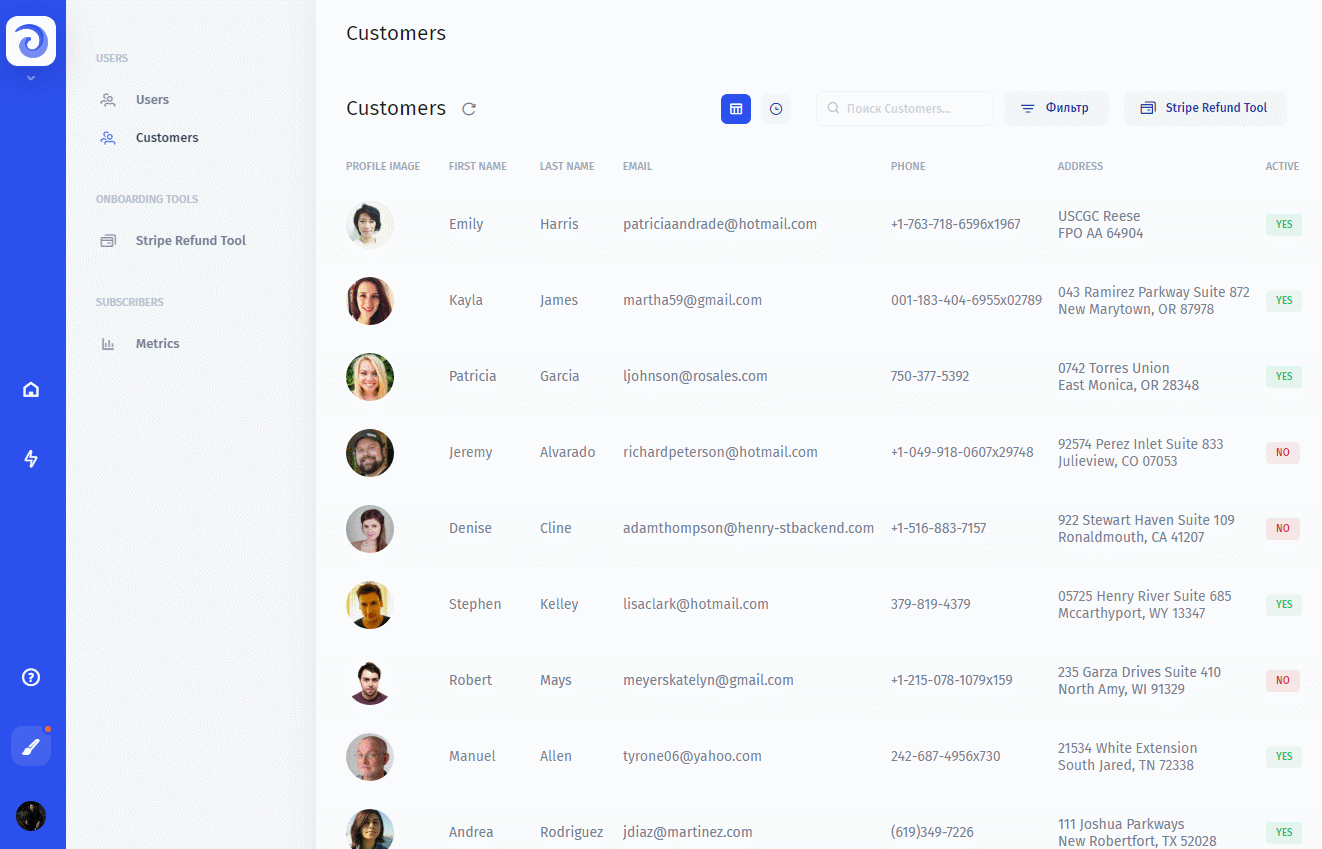 Customers
USERS
Users
Customers
ONBOARDING TOOLS
Stripe Refund Tool
SUBSCRIBERS
Metrics
Customers
Поиск Customers...
Фильтр
Stripe Refund Tool
PROFILE IMAGE FIRST NAME LAST NAME EMAIL PHONE ADDRESS ACTIVE
Emily Harris patriciaandrade@hotmail.com +1-763-718-6596x1967 USCGC Reese YES
FPO AA 64904
Kayla James martha59@gmail.com 001-183-404-6955x02789 043 Ramirez Parkway Suite 872 YES
New Marytown, OR 87978
Patricia Garcia ljohnson@rosales.com 750-377-5392 0742 Torres Union YES
East Monica, OR 28348
Jeremy Alvarado richardpeterson@hotmail.com +1-049-918-0607x29748 92574 Perez Inlet Suite 833 NO
Julieview, CO 07053
Denise Cline adamthompson@henry-stbackend.com +1-516-883-7157 922 Stewart Haven Suite 109 NO
Ronaldmouth, CA 41207
Stephen Kelley lisaclark@hotmail.com 379-819-4379 05725 Henry River Suite 685 YES
Mccarthyport, WY 13347
Robert Mays meyerskatelyn@gmail.com +1-215-078-1079x159 235 Garza Drives Suite 410 NO
North Amy, WI 91329
Manuel Allen tyrone06@yahoo.com 242-687-4956x730 21534 White Extension YES
South Jared, TN 72338
Andrea Rodriguez jdiaz@martinez.com (619)349-7226 111 Joshua Parkways YES
New Robertfort, TX 52028